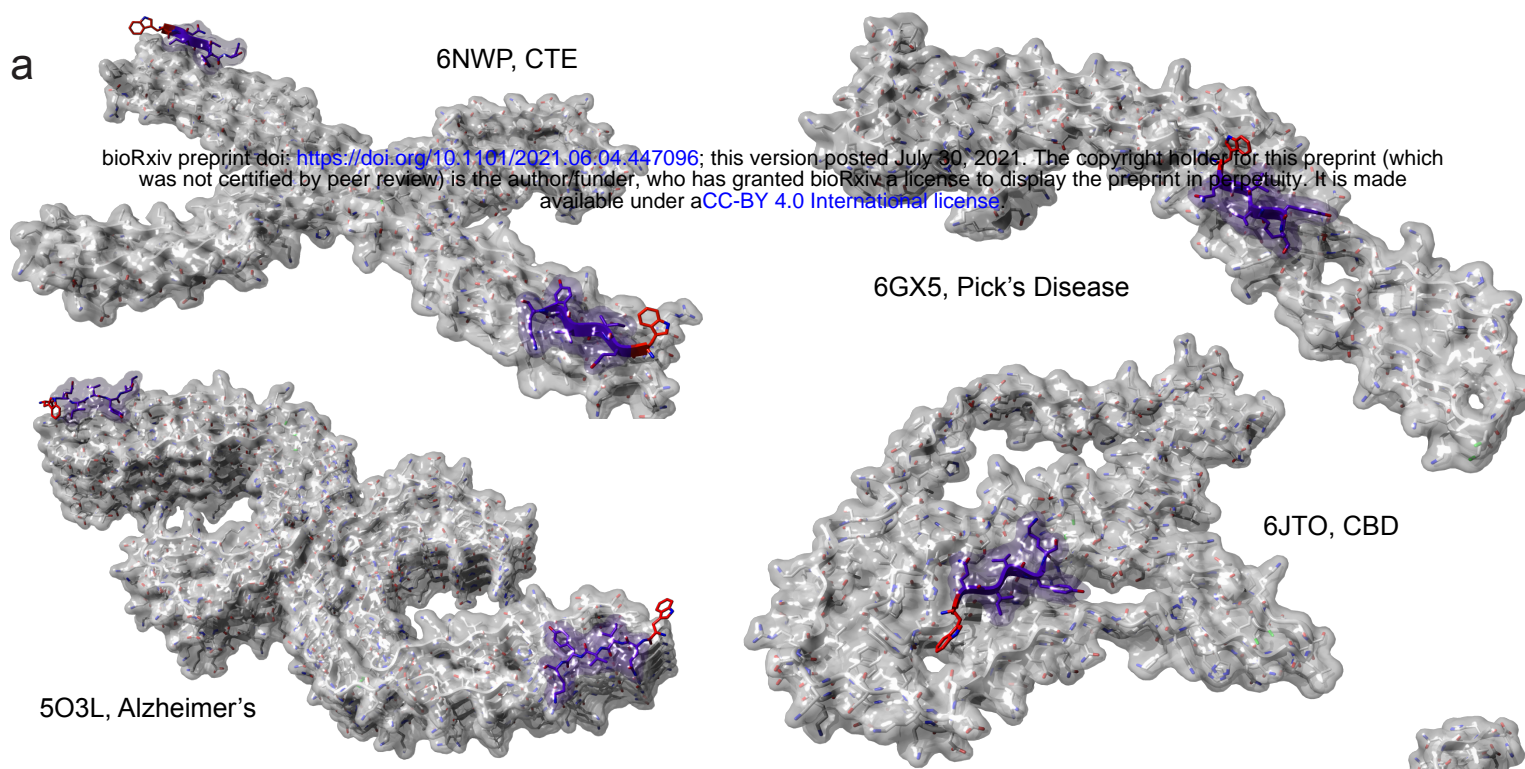 a
6NWP, CTE
bioRxiv preprint doi: https://doi.org/10.1101/2021.06.04.447096; this version posted July 30, 2021. The copyright holder for this preprint (which
was not certified by peer review) is the author/funder, who has granted bioRxiv a license to display the preprint in perpetuity. It is made
available under aCC-BY 4.0 International license.
6GX5, Pick's Disease
6JTO, CBD
5O3L, Alzheimer's